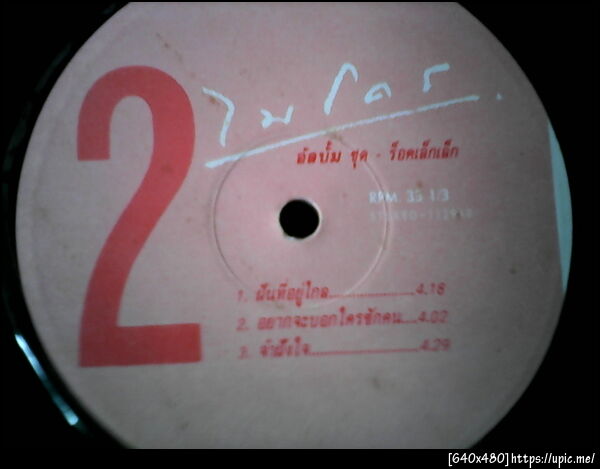 2
ไมโคร
อัลบั้ม ชุด - ร็อคเล็กเล็ก
RPM. 33 1/3
1. ฝันที่อยู่ไกล....................4.18
2. อยากจะบอกใครซักคน....4.02
3. จำฝังใจ.........................4.29
[640x480]https://upic.me/